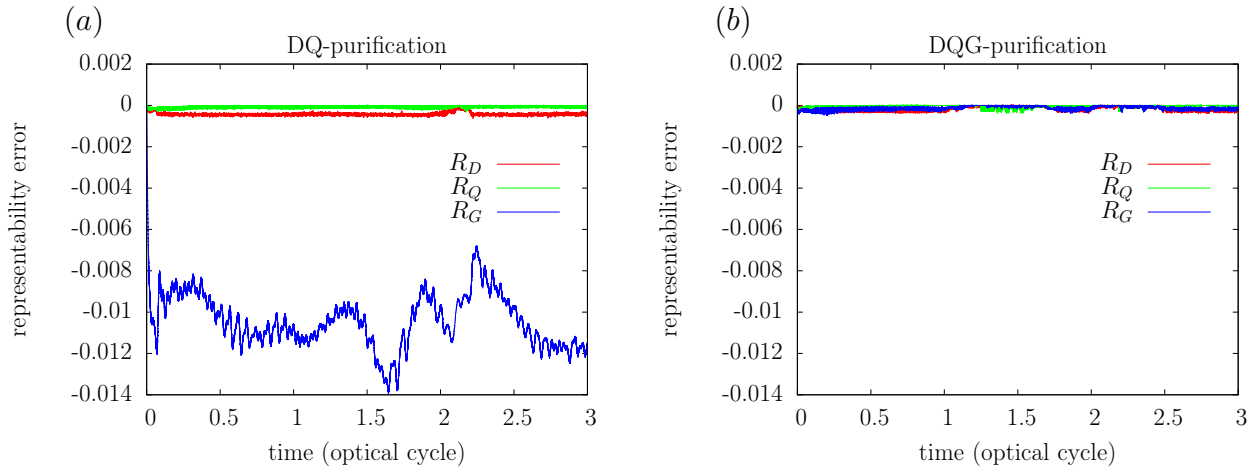 (a)
DQ-purification
0.002
0
-0.002
-0.004
-0.006
-0.008
-0.01
-0.012
-0.014
representability error
R_D
R_Q
R_G
0 0.5 1 1.5 2 2.5 3
time (optical cycle)
(b)
DQG-purification
0.002
0
-0.002
-0.004
-0.006
-0.008
-0.01
-0.012
-0.014
representability error
R_D
R_Q
R_G
0 0.5 1 1.5 2 2.5 3
time (optical cycle)